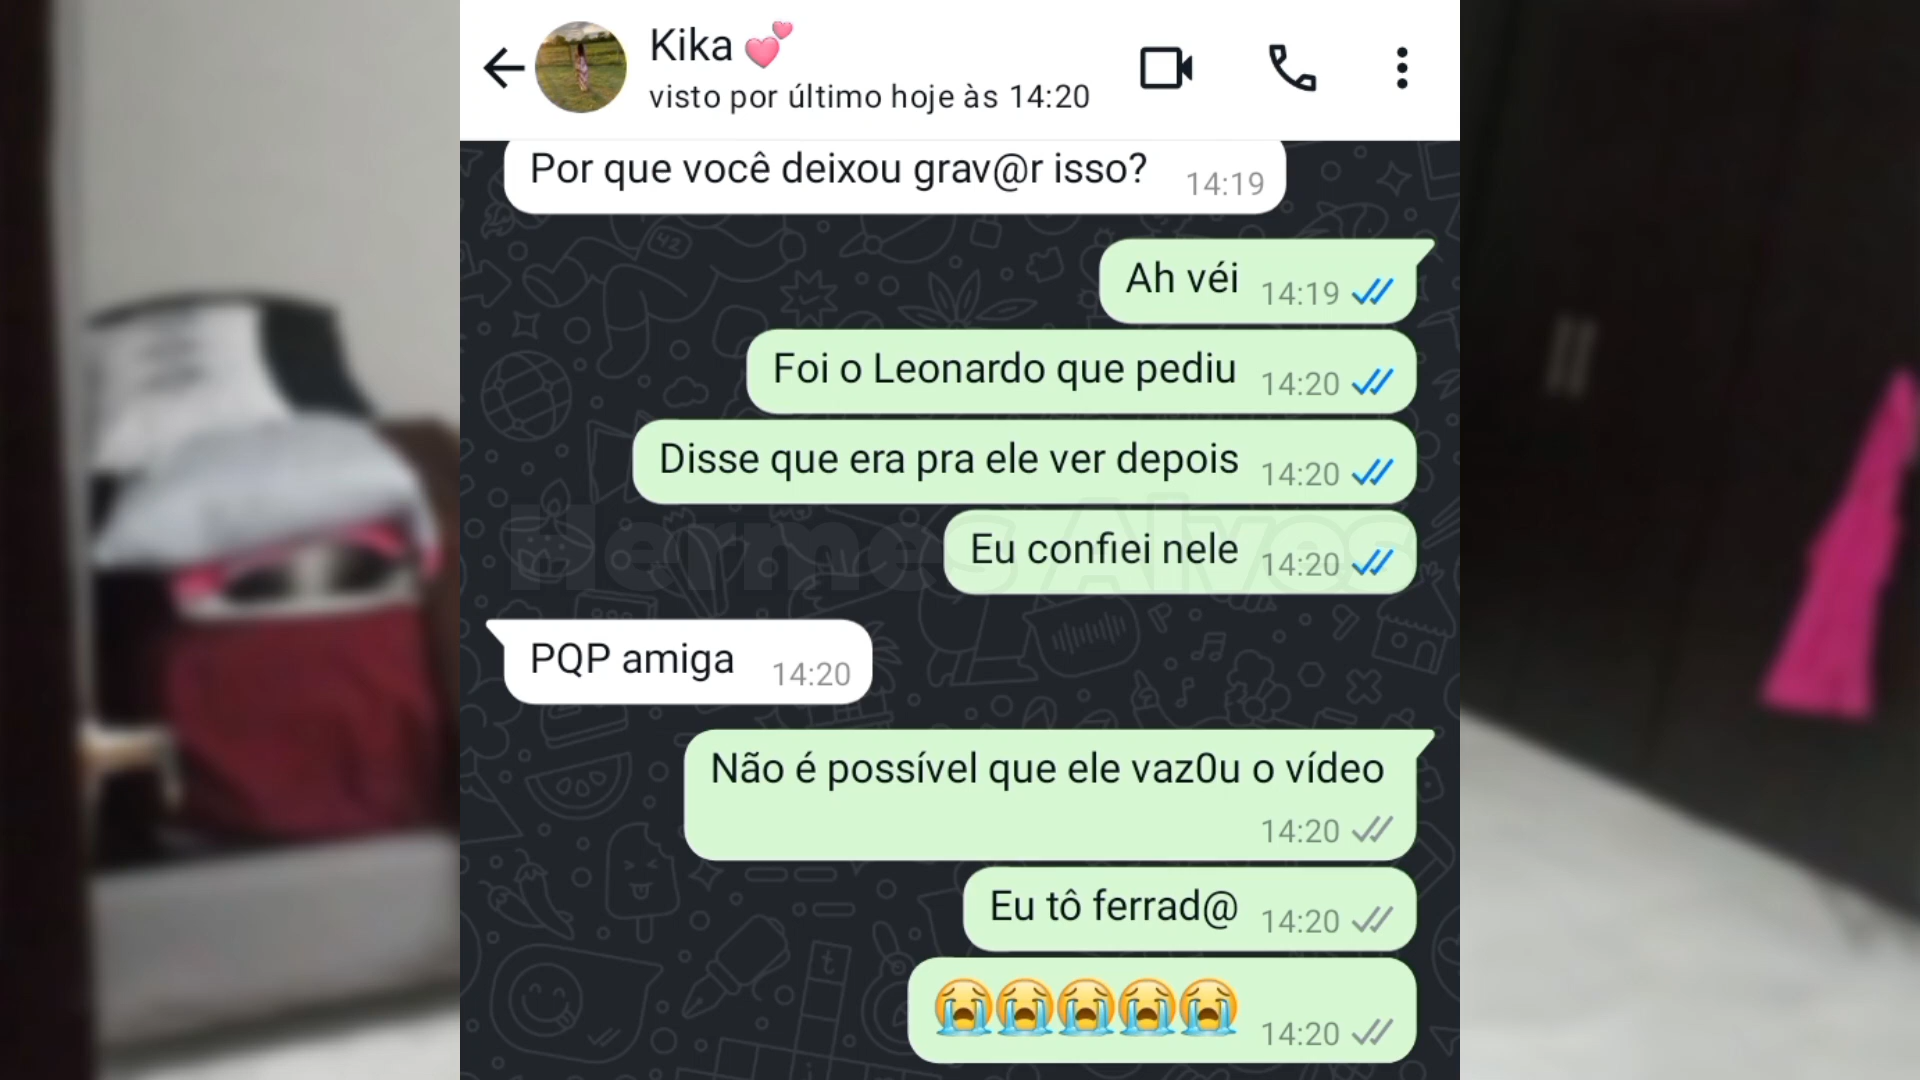 Kika 💕
visto por último hoje às 14:20
Por que você deixou grav@r isso? 14:19
Ah véi 14:19
Foi o Leonardo que pediu 14:20
Disse que era pra ele ver depois 14:20
Eu confiei nele 14:20
Hermes Alves
PQP amiga 14:20
Não é possível que ele vaz0u o vídeo
14:20
Eu tô ferrad@ 14:20
😭😭😭😭😭 14:20